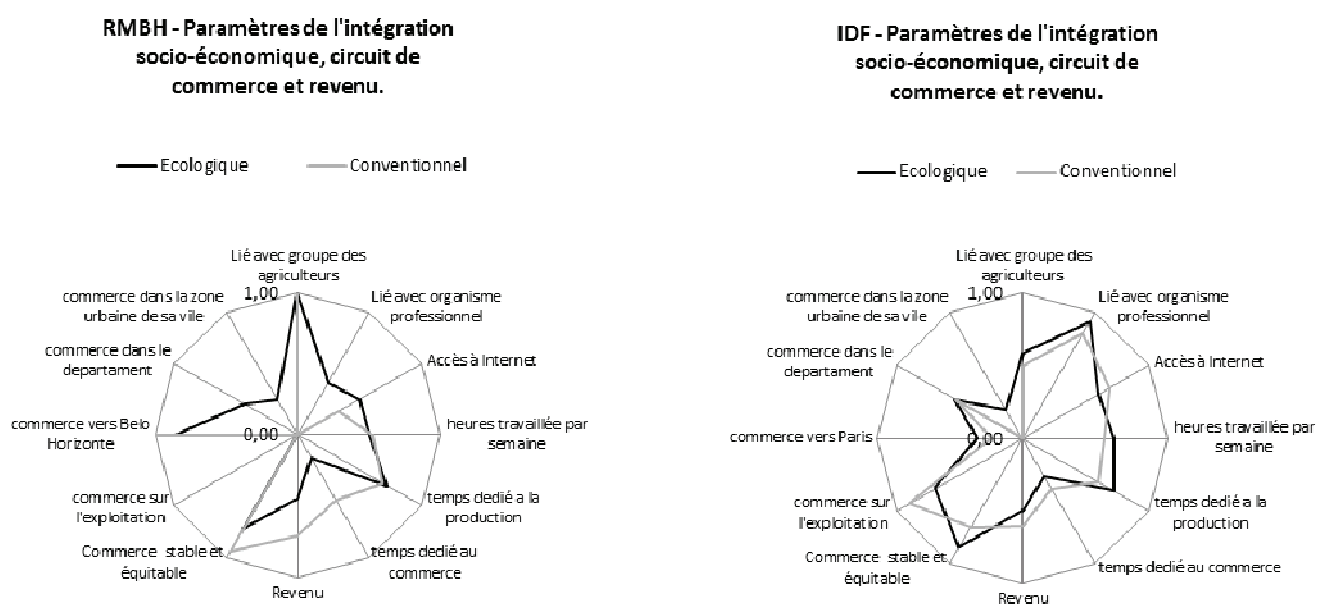 RMBH - Paramètres de l'intégration
socio-économique, circuit de
commerce et revenu.
Ecologique
Conventionnel
Lié avec groupe des
agriculteurs
1,00
Lié avec organisme
professionnel
Accès à Internet
heures travaillée par
semaine
temps dedié a la
production
temps dedié au
commerce
Revenu
Commerce stable et
équitable
commerce sur
l'exploitation
commerce vers Belo
Horizonte
0,00
commerce dans le
departament
commerce dans la zone
urbaine de sa ville
IDF - Paramètres de l'intégration
socio-économique, circuit de
commerce et revenu.
Ecologique
Conventionnel
Lié avec groupe des
agriculteurs
1,00
Lié avec organisme
professionnel
Accès à Internet
heures travaillée par
semaine
temps dedié a la
production
temps dedié au commerce
Revenu
Commerce stable et
équitable
commerce sur
l'exploitation
commerce vers Paris
0,00
commerce dans le
departament
commerce dans la zone
urbaine de sa ville